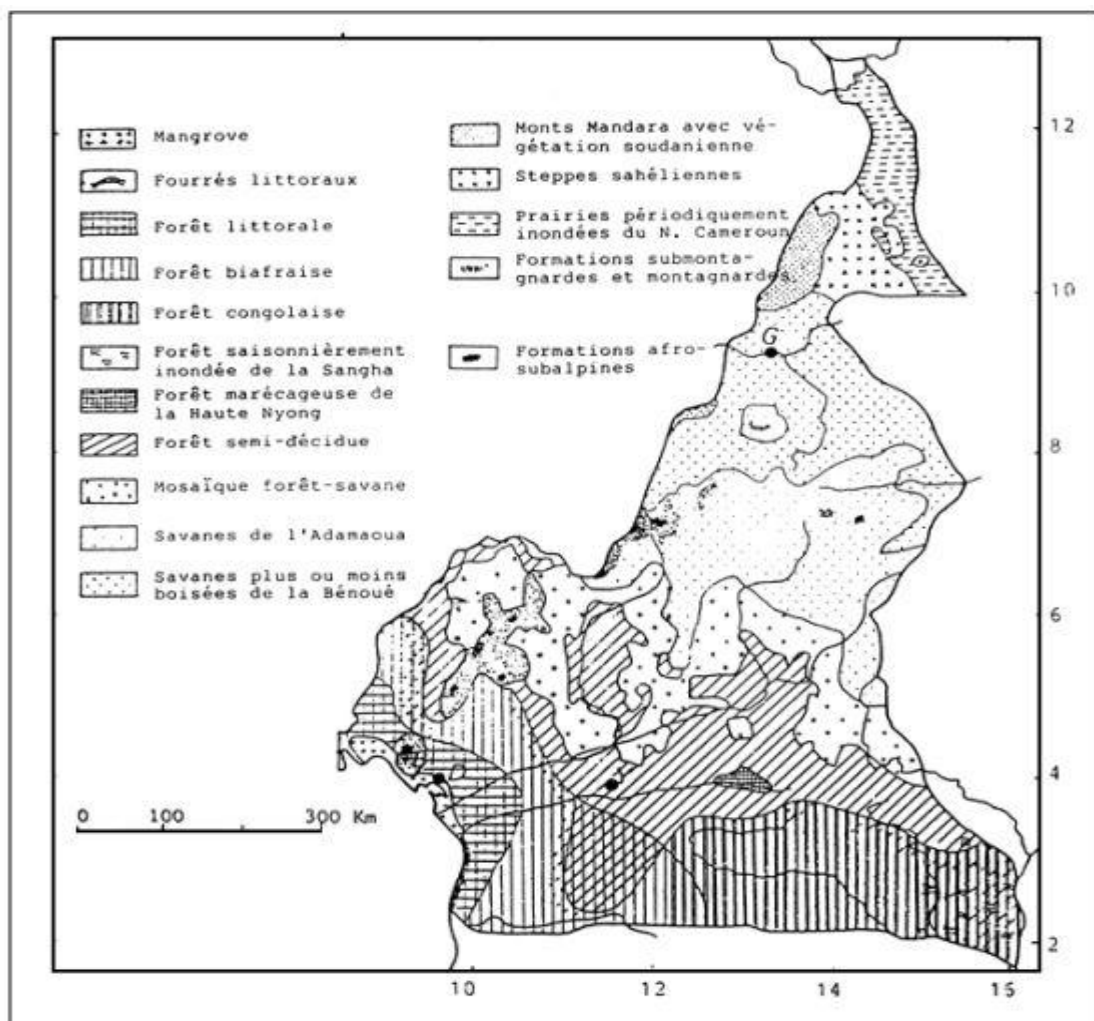 Mangrove
Fourrés littoraux
Forêt littorale
Forêt biafraise
Forêt congolaise
Forêt saisonnièrement
inondée de la Sangha
Forêt marécageuse de
la Haute Nyong
Forêt semi-décidue
Mosaïque forêt-savane
Savanes de l'Adamaoua
Savanes plus ou moins
boisées de la Bénoué
Monts Mandara avec vé-
gétation soudanienne
Steppes sahéliennes
Prairies périodiquement
inondées du N. Cameroun
Formations submonta-
gnardes et montagnardes
Formations afro-
subalpines
G
12
10
8
6
4
2
0 100 300 Km
10 12 14 15